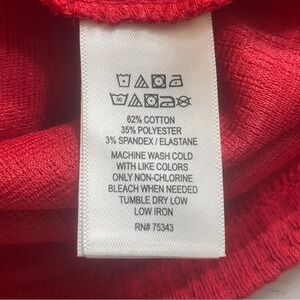 62% COTTON
35% POLYESTER
3% SPANDEX / ELASTANE
MACHINE WASH COLD
WITH LIKE COLORS
ONLY NON-CHLORINE
BLEACH WHEN NEEDED
TUMBLE DRY LOW
LOW IRON
RN# 75343